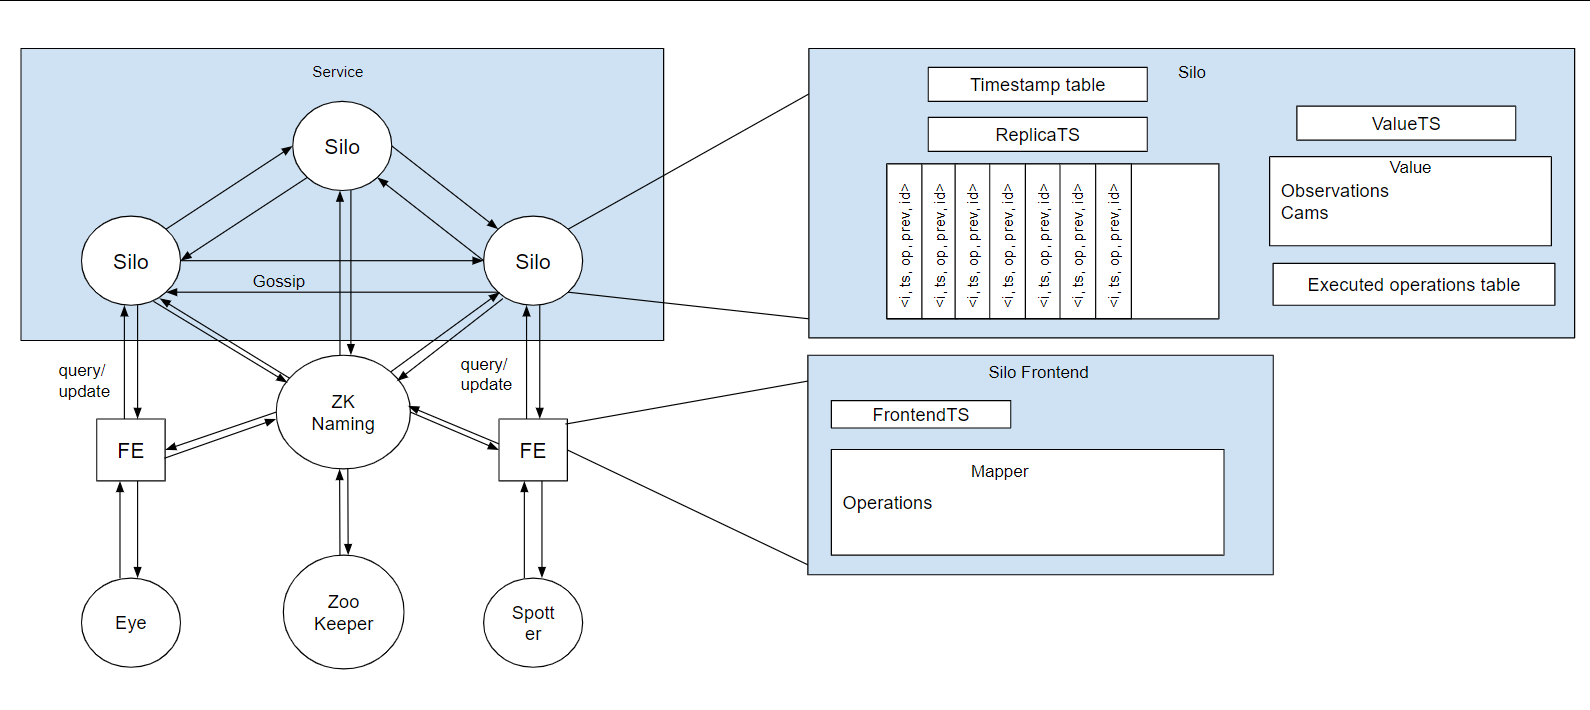 Service
Silo
Silo
Silo
Gossip
query/
update
query/
update
ZK
Naming
FE
FE
Eye
Zoo
Keeper
Spott
er
Silo
Timestamp table
ReplicaTS
<i, ts, op, prev, id>
<i, ts, op, prev, id>
<i, ts, op, prev, id>
<i, ts, op, prev, id>
<i, ts, op, prev, id>
<i, ts, op, prev, id>
<i, ts, op, prev, id>
ValueTS
Value
Observations
Cams
Executed operations table
Silo Frontend
FrontendTS
Mapper
Operations